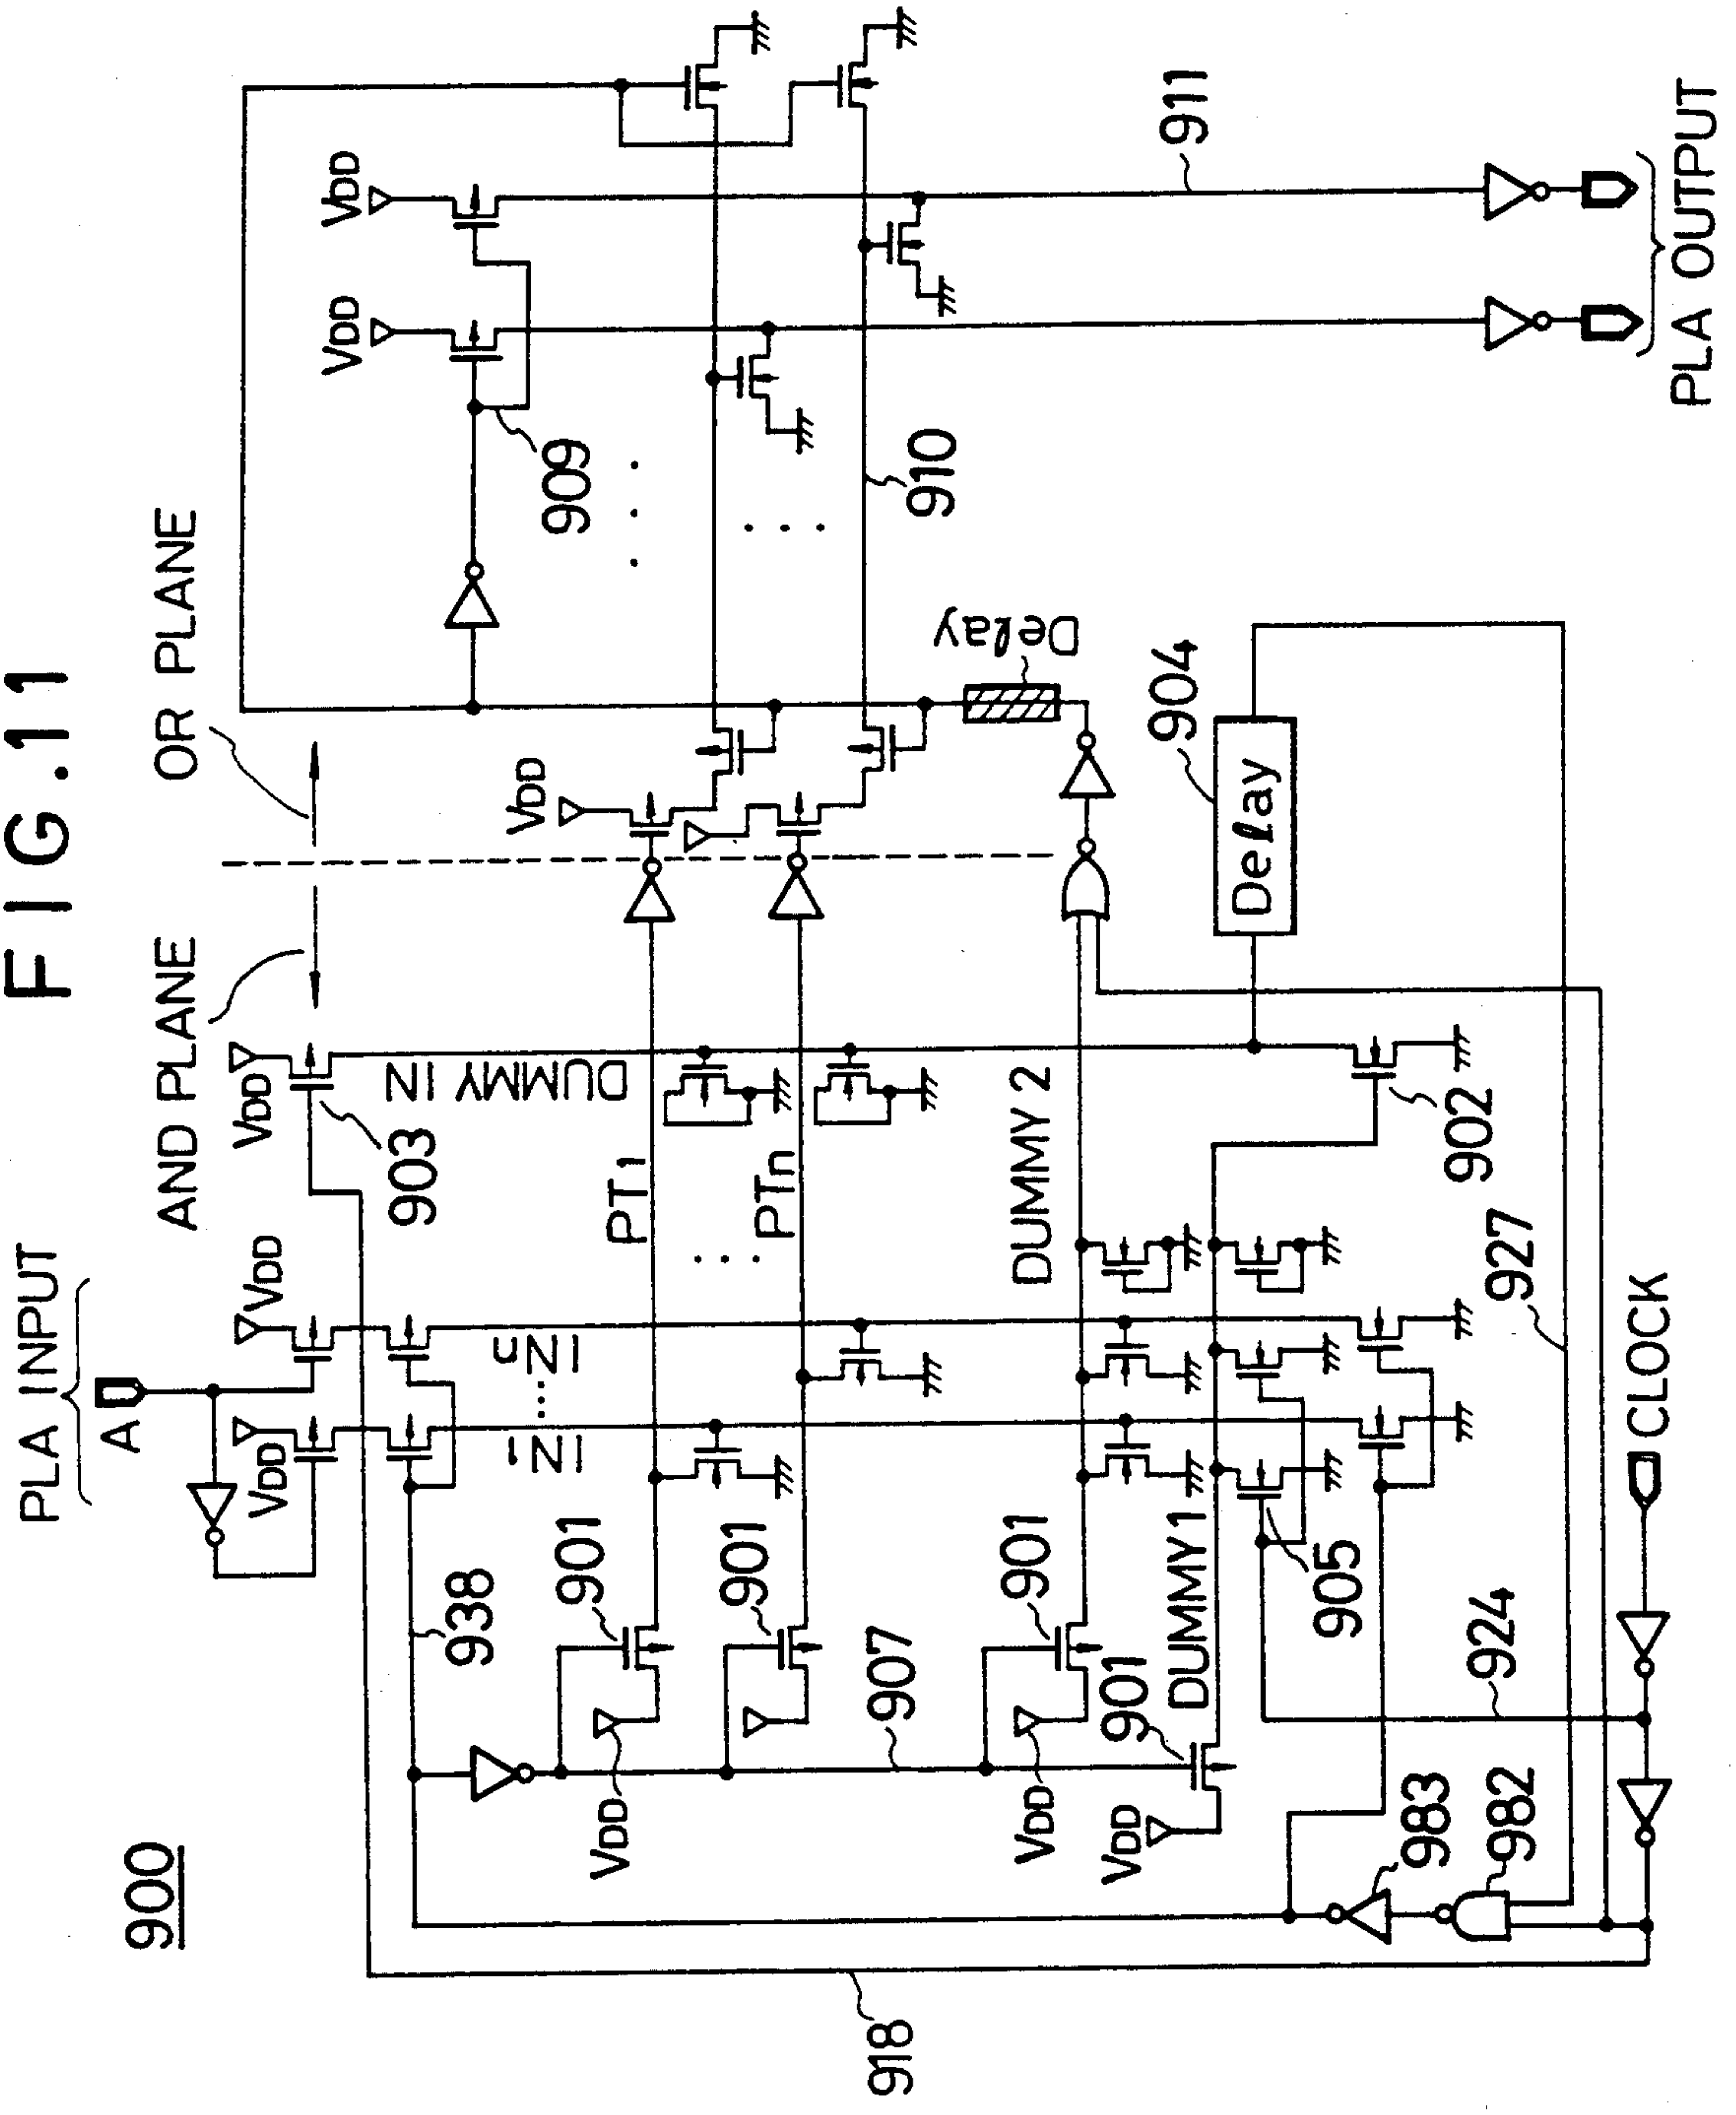 FIG.11
900
PLA INPUT
AND PLANE
OR PLANE
A
VDD
VDD
VDD
VDD
VDD
903
938
IN1
....
INn
DUMMY IN
909
901
901
901
901
VDD
VDD
VDD
VDD
PT1
...
PTn
. . .
. . .
907
910
911
DUMMY 2
DUMMY1
Delay
904
Delay
905
902
924
927
983
982
918
CLOCK
PLA OUTPUT